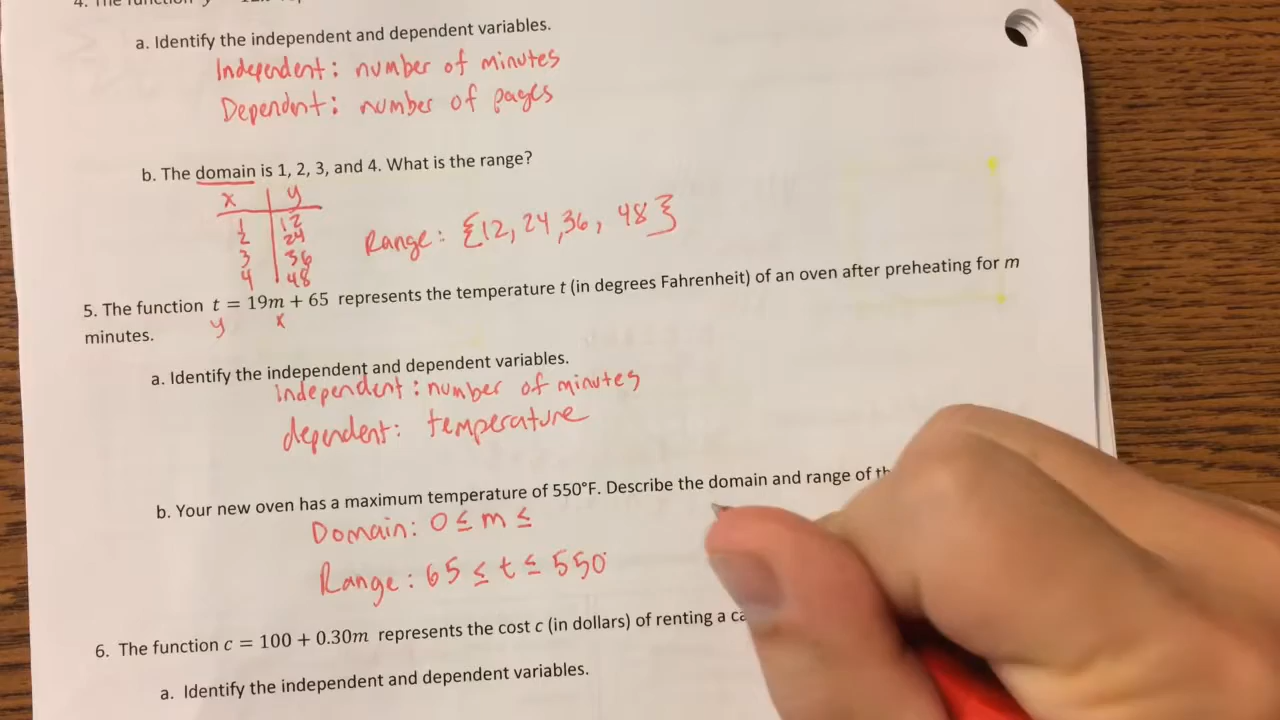 4. The function y
a. Identify the independent and dependent variables.
Independent: number of minutes
Dependent: number of pages
b. The domain is 1, 2, 3, and 4. What is the range?
x y
1 12
2 24
3 36
4 48
Range: {12, 24, 36, 48}
5. The function t = 19m + 65 represents the temperature t (in degrees Fahrenheit) of an oven after preheating for m
y x
minutes.
a. Identify the independent and dependent variables.
Independent: number of minutes
dependent: temperature
b. Your new oven has a maximum temperature of 550°F. Describe the domain and range of th
Domain: 0 ≤ m ≤
Range: 65 ≤ t ≤ 550
6. The function c = 100 + 0.30m represents the cost c (in dollars) of renting a ca
a. Identify the independent and dependent variables.